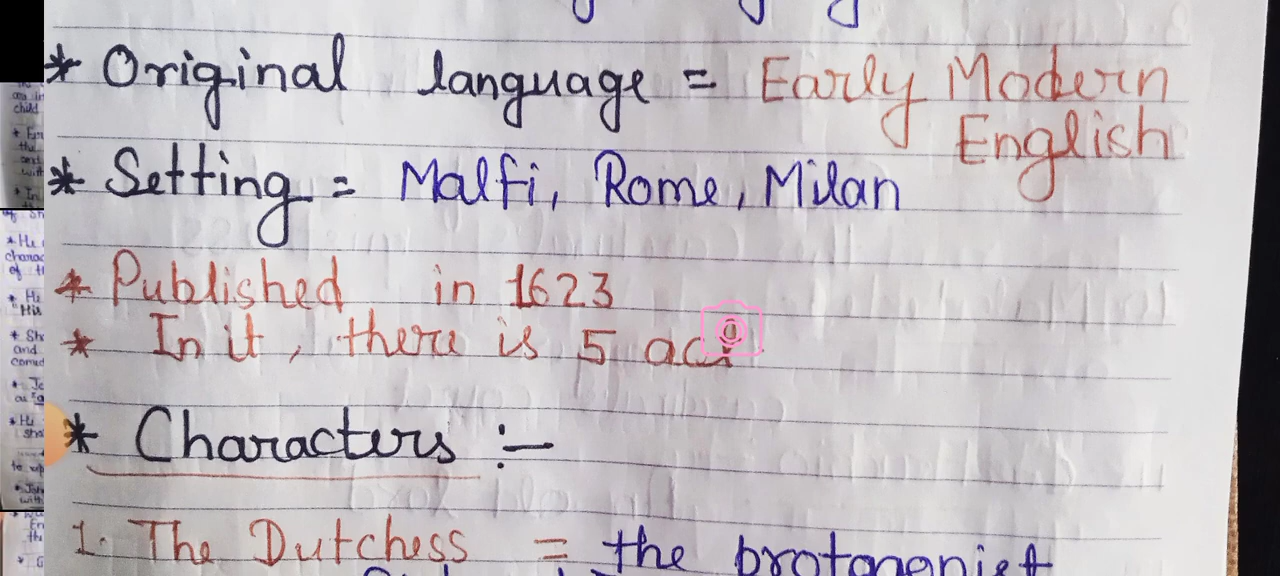 * Original language = Early Modern
English
* Setting = Malfi, Rome, Milan
* Published in 1623
* In it, there is 5
* Characters :-
1. The Dutchess = the protagonist